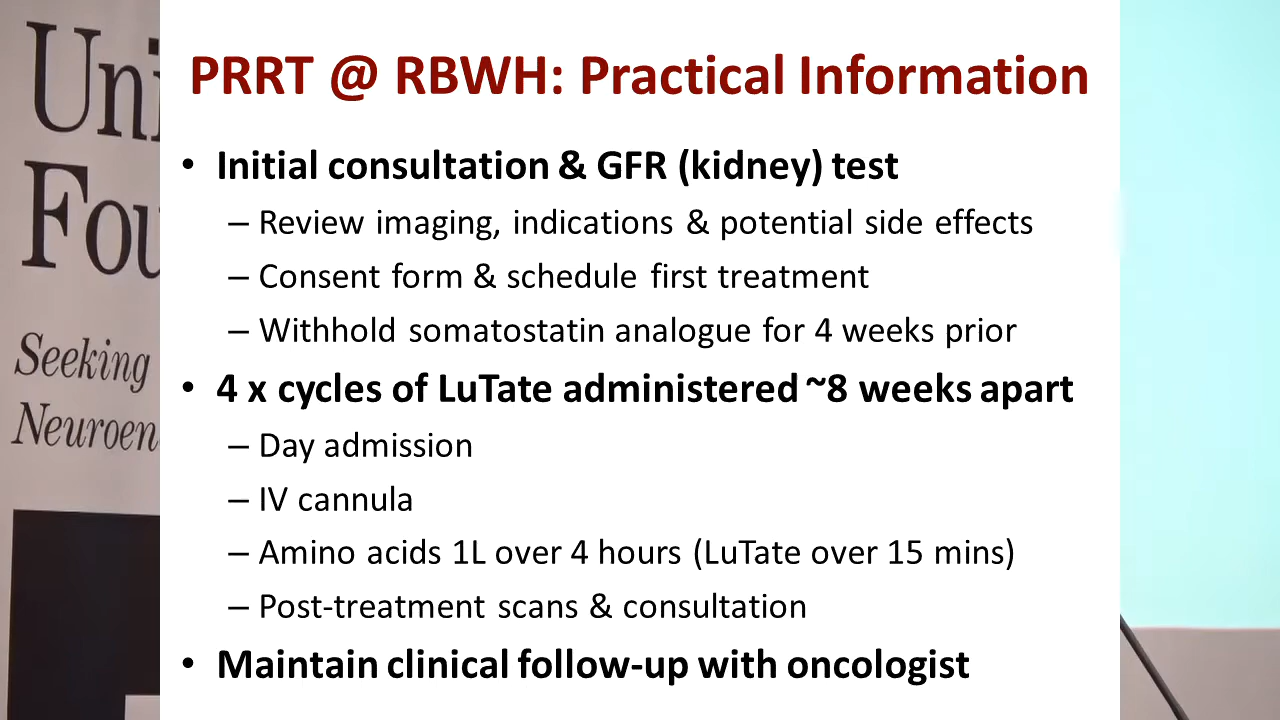 Seeking
PRRT @ RBWH: Practical Information
• Initial consultation & GFR (kidney) test
– Review imaging, indications & potential side effects
– Consent form & schedule first treatment
– Withhold somatostatin analogue for 4 weeks prior
• 4 x cycles of LuTate administered ~8 weeks apart
– Day admission
– IV cannula
– Amino acids 1L over 4 hours (LuTate over 15 mins)
– Post-treatment scans & consultation
• Maintain clinical follow-up with oncologist